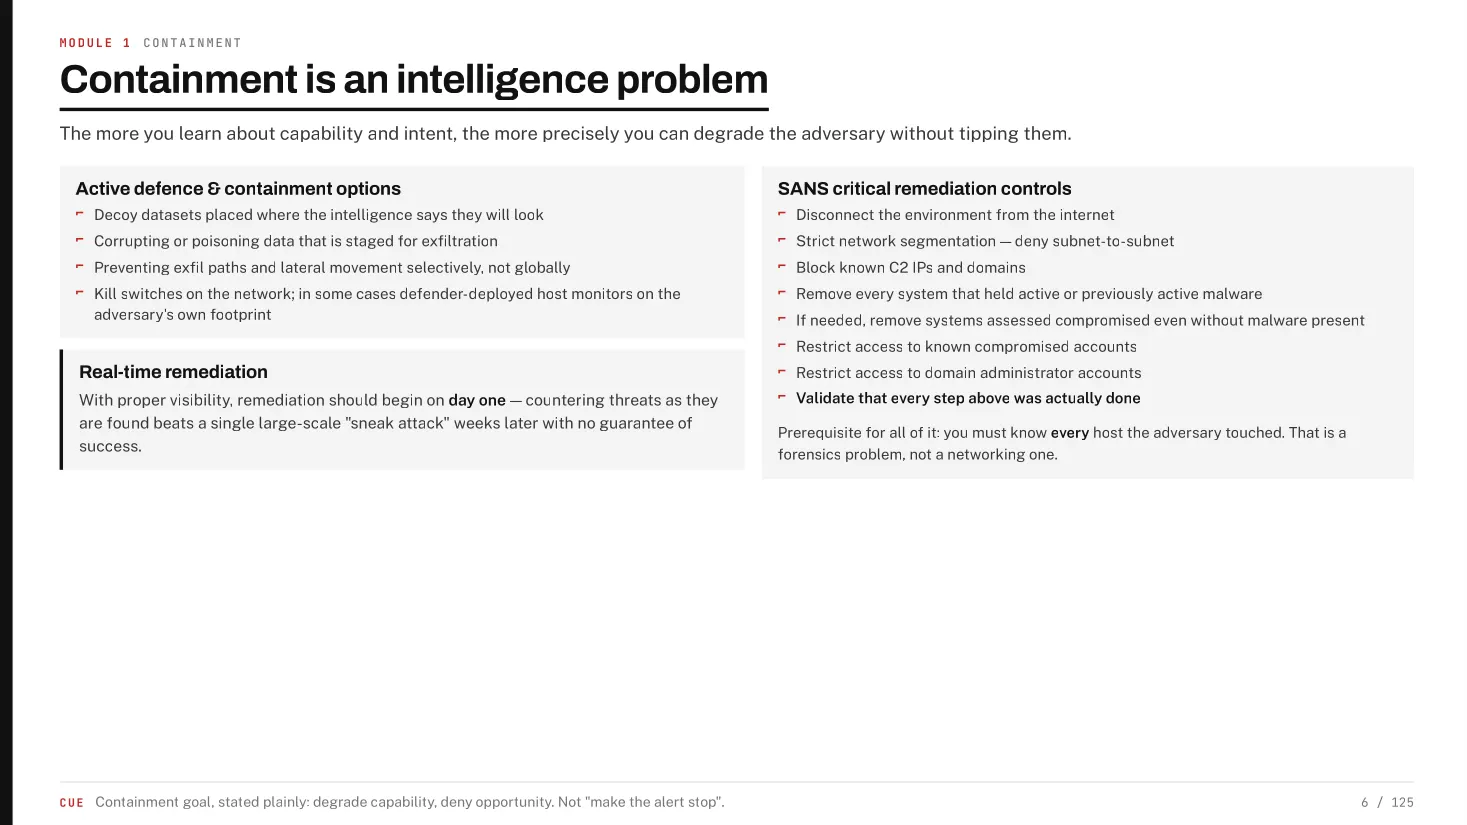 MODULE 1 CONTAINMENT
Containment is an intelligence problem
The more you learn about capability and intent, the more precisely you can degrade the adversary without tipping them.
Active defence & containment options
Decoy datasets placed where the intelligence says they will look
Corrupting or poisoning data that is staged for exfiltration
Preventing exfil paths and lateral movement selectively, not globally
Kill switches on the network; in some cases defender-deployed host monitors on the
adversary's own footprint
Real-time remediation
With proper visibility, remediation should begin on day one — countering threats as they
are found beats a single large-scale "sneak attack" weeks later with no guarantee of
success.
SANS critical remediation controls
Disconnect the environment from the internet
Strict network segmentation — deny subnet-to-subnet
Block known C2 IPs and domains
Remove every system that held active or previously active malware
If needed, remove systems assessed compromised even without malware present
Restrict access to known compromised accounts
Restrict access to domain administrator accounts
Validate that every step above was actually done
Prerequisite for all of it: you must know every host the adversary touched. That is a
forensics problem, not a networking one.
CUE Containment goal, stated plainly: degrade capability, deny opportunity. Not "make the alert stop".
6 / 125